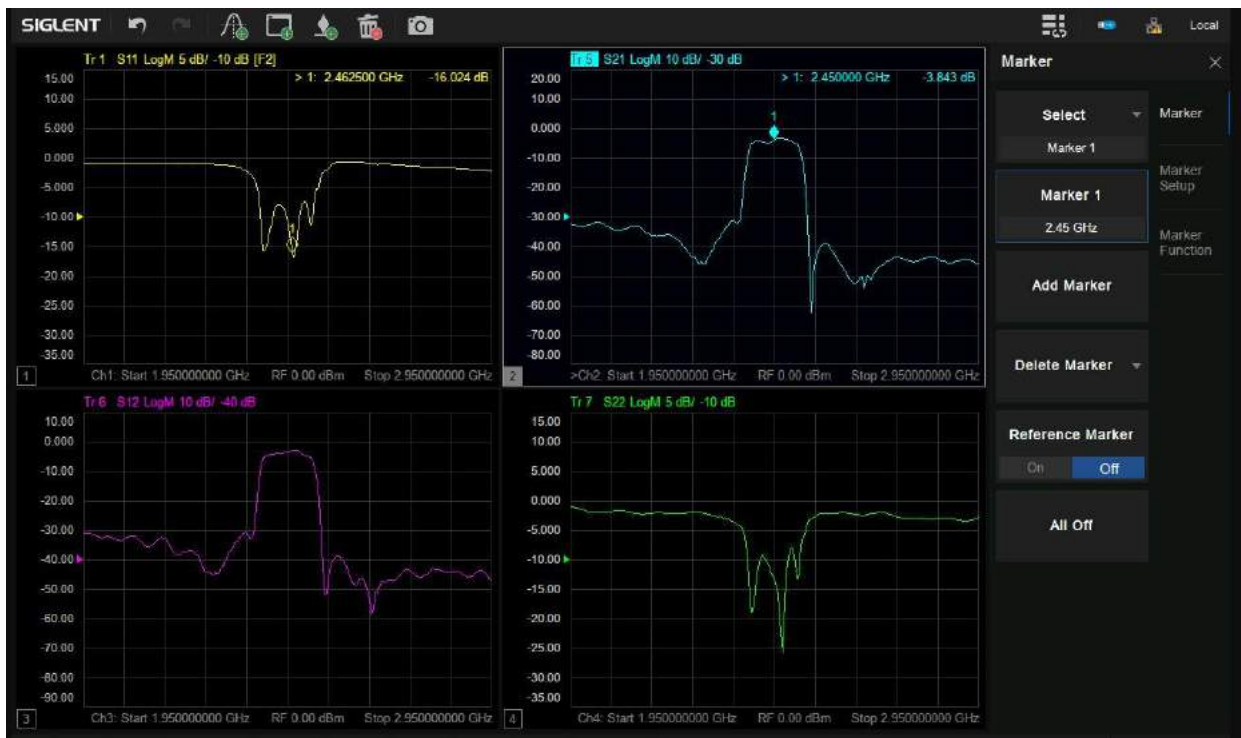 SIGLENT
Local
Tr 1 S11 LogM 5 dB/ -10 dB [F2]
> 1: 2.462500 GHz -16.024 dB
15.00
10.00
5.000
0.000
-5.000
-10.00
-15.00
-20.00
-25.00
-30.00
-35.00
1
1 Ch1: Start 1.950000000 GHz RF 0.00 dBm Stop 2.950000000 GHz
Tr 5 S21 LogM 10 dB/ -30 dB
> 1: 2.450000 GHz -3.843 dB
1
20.00
10.00
0.000
-10.00
-20.00
-30.00
-40.00
-50.00
-60.00
-70.00
-80.00
2 >Ch2: Start 1.950000000 GHz RF 0.00 dBm Stop 2.950000000 GHz
Tr 6 S12 LogM 10 dB/ -40 dB
10.00
0.000
-10.00
-20.00
-30.00
-40.00
-50.00
-60.00
-70.00
-80.00
-90.00
3 Ch3: Start 1.950000000 GHz RF 0.00 dBm Stop 2.950000000 GHz
Tr 7 S22 LogM 5 dB/ -10 dB
15.00
10.00
5.000
0.000
-5.000
-10.00
-15.00
-20.00
-25.00
-30.00
-35.00
4 Ch4: Start 1.950000000 GHz RF 0.00 dBm Stop 2.950000000 GHz
Marker
Select
Marker 1
Marker 1
2.45 GHz
Add Marker
Delete Marker
Reference Marker
On Off
All Off
Marker
Marker
Setup
Marker
Function